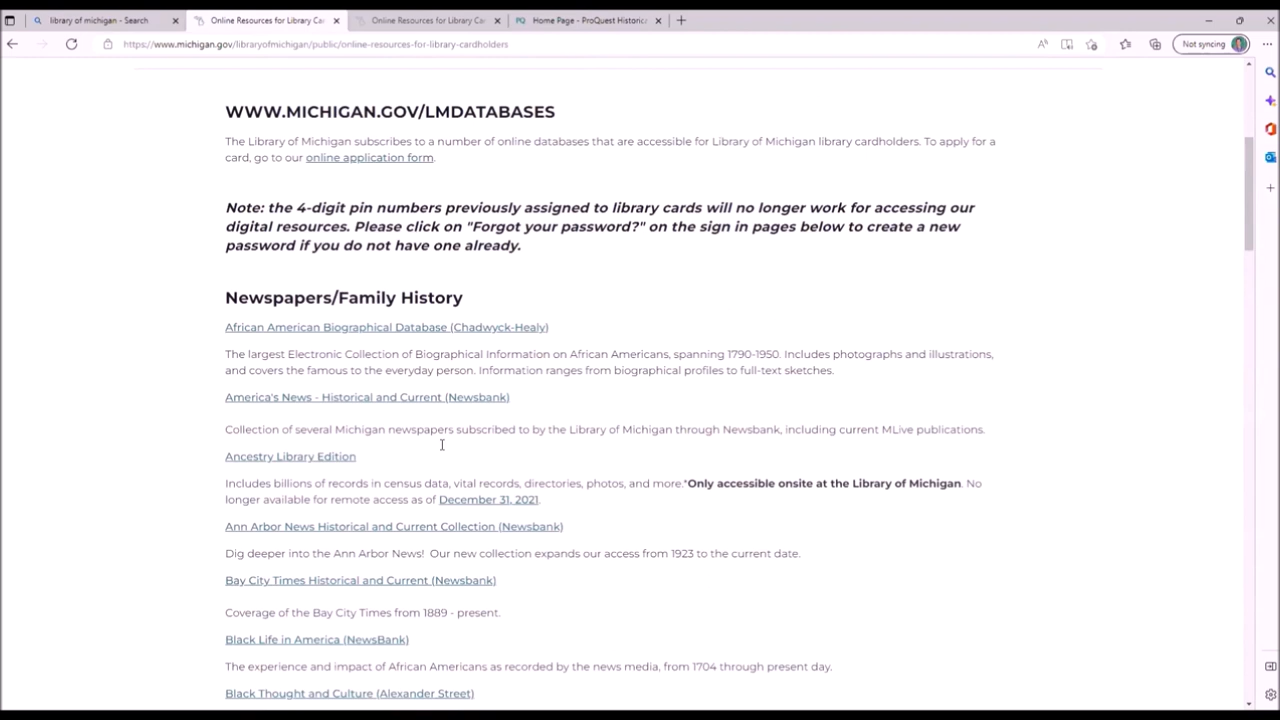 library of michigan - Search
Online Resources for Library Ca
Online Resources for Library Car
PQ Home Page - ProQuest Historica
https://www.michigan.gov/libraryofmichigan/public/online-resources-for-library-cardholders
Not syncing
WWW.MICHIGAN.GOV/LMDATABASES
The Library of Michigan subscribes to a number of online databases that are accessible for Library of Michigan library cardholders. To apply for a
card, go to our online application form.
Note: the 4-digit pin numbers previously assigned to library cards will no longer work for accessing our
digital resources. Please click on "Forgot your password?" on the sign in pages below to create a new
password if you do not have one already.
Newspapers/Family History
African American Biographical Database (Chadwyck-Healy)
The largest Electronic Collection of Biographical Information on African Americans, spanning 1790-1950. Includes photographs and illustrations,
and covers the famous to the everyday person. Information ranges from biographical profiles to full-text sketches.
America's News - Historical and Current (Newsbank)
Collection of several Michigan newspapers subscribed to by the Library of Michigan through Newsbank, including current MLive publications.
Ancestry Library Edition
Includes billions of records in census data, vital records, directories, photos, and more.*Only accessible onsite at the Library of Michigan. No
longer available for remote access as of December 31, 2021.
Ann Arbor News Historical and Current Collection (Newsbank)
Dig deeper into the Ann Arbor News! Our new collection expands our access from 1923 to the current date.
Bay City Times Historical and Current (Newsbank)
Coverage of the Bay City Times from 1889 - present.
Black Life in America (NewsBank)
The experience and impact of African Americans as recorded by the news media, from 1704 through present day.
Black Thought and Culture (Alexander Street)